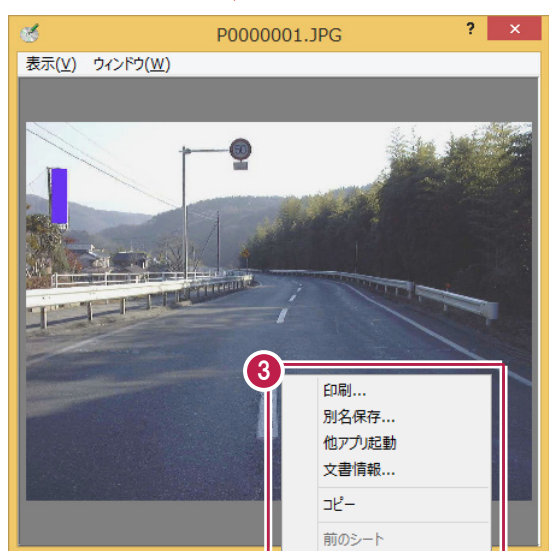 P0000001.JPG
?
×
表示(V) ウィンドウ(W)
50
3
印刷...
別名保存...
他アプリ起動
文書情報...
コピー
前のシート